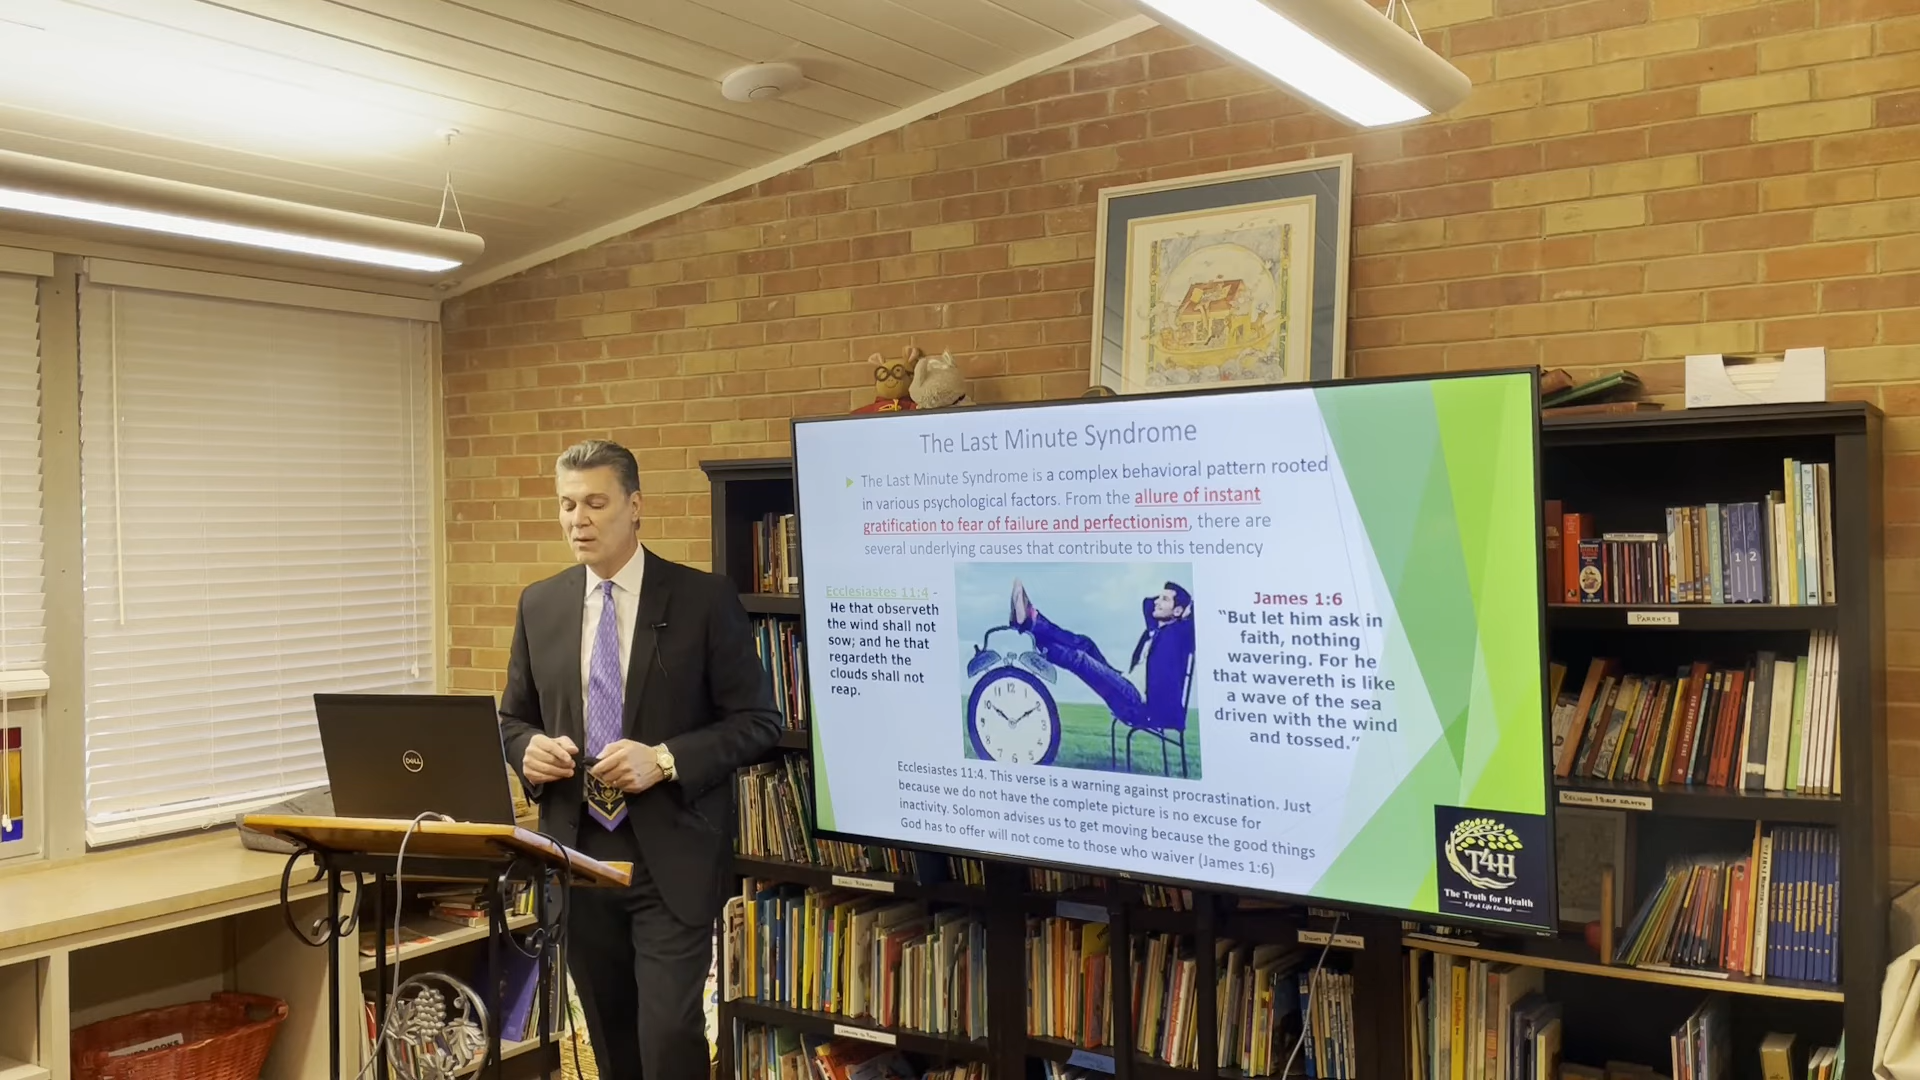 The Last Minute Syndrome
The Last Minute Syndrome is a complex behavioral pattern rooted
in various psychological factors. From the allure of instant
gratification to fear of failure and perfectionism, there are
several underlying causes that contribute to this tendency
Ecclesiastes 11:4 -
He that observeth
the wind shall not
sow; and he that
regardeth the
clouds shall not
reap.
James 1:6
“But let him ask in
faith, nothing
wavering. For he
that wavereth is like
a wave of the sea
driven with the wind
and tossed.”
Ecclesiastes 11:4. This verse is a warning against procrastination. Just
because we do not have the complete picture is no excuse for
inactivity. Solomon advises us to get moving because the good things
God has to offer will not come to those who waiver (James 1:6)
T4H
The Truth for Health
Life & Life Eternal
DELL
TCL
PARENTS
1 2